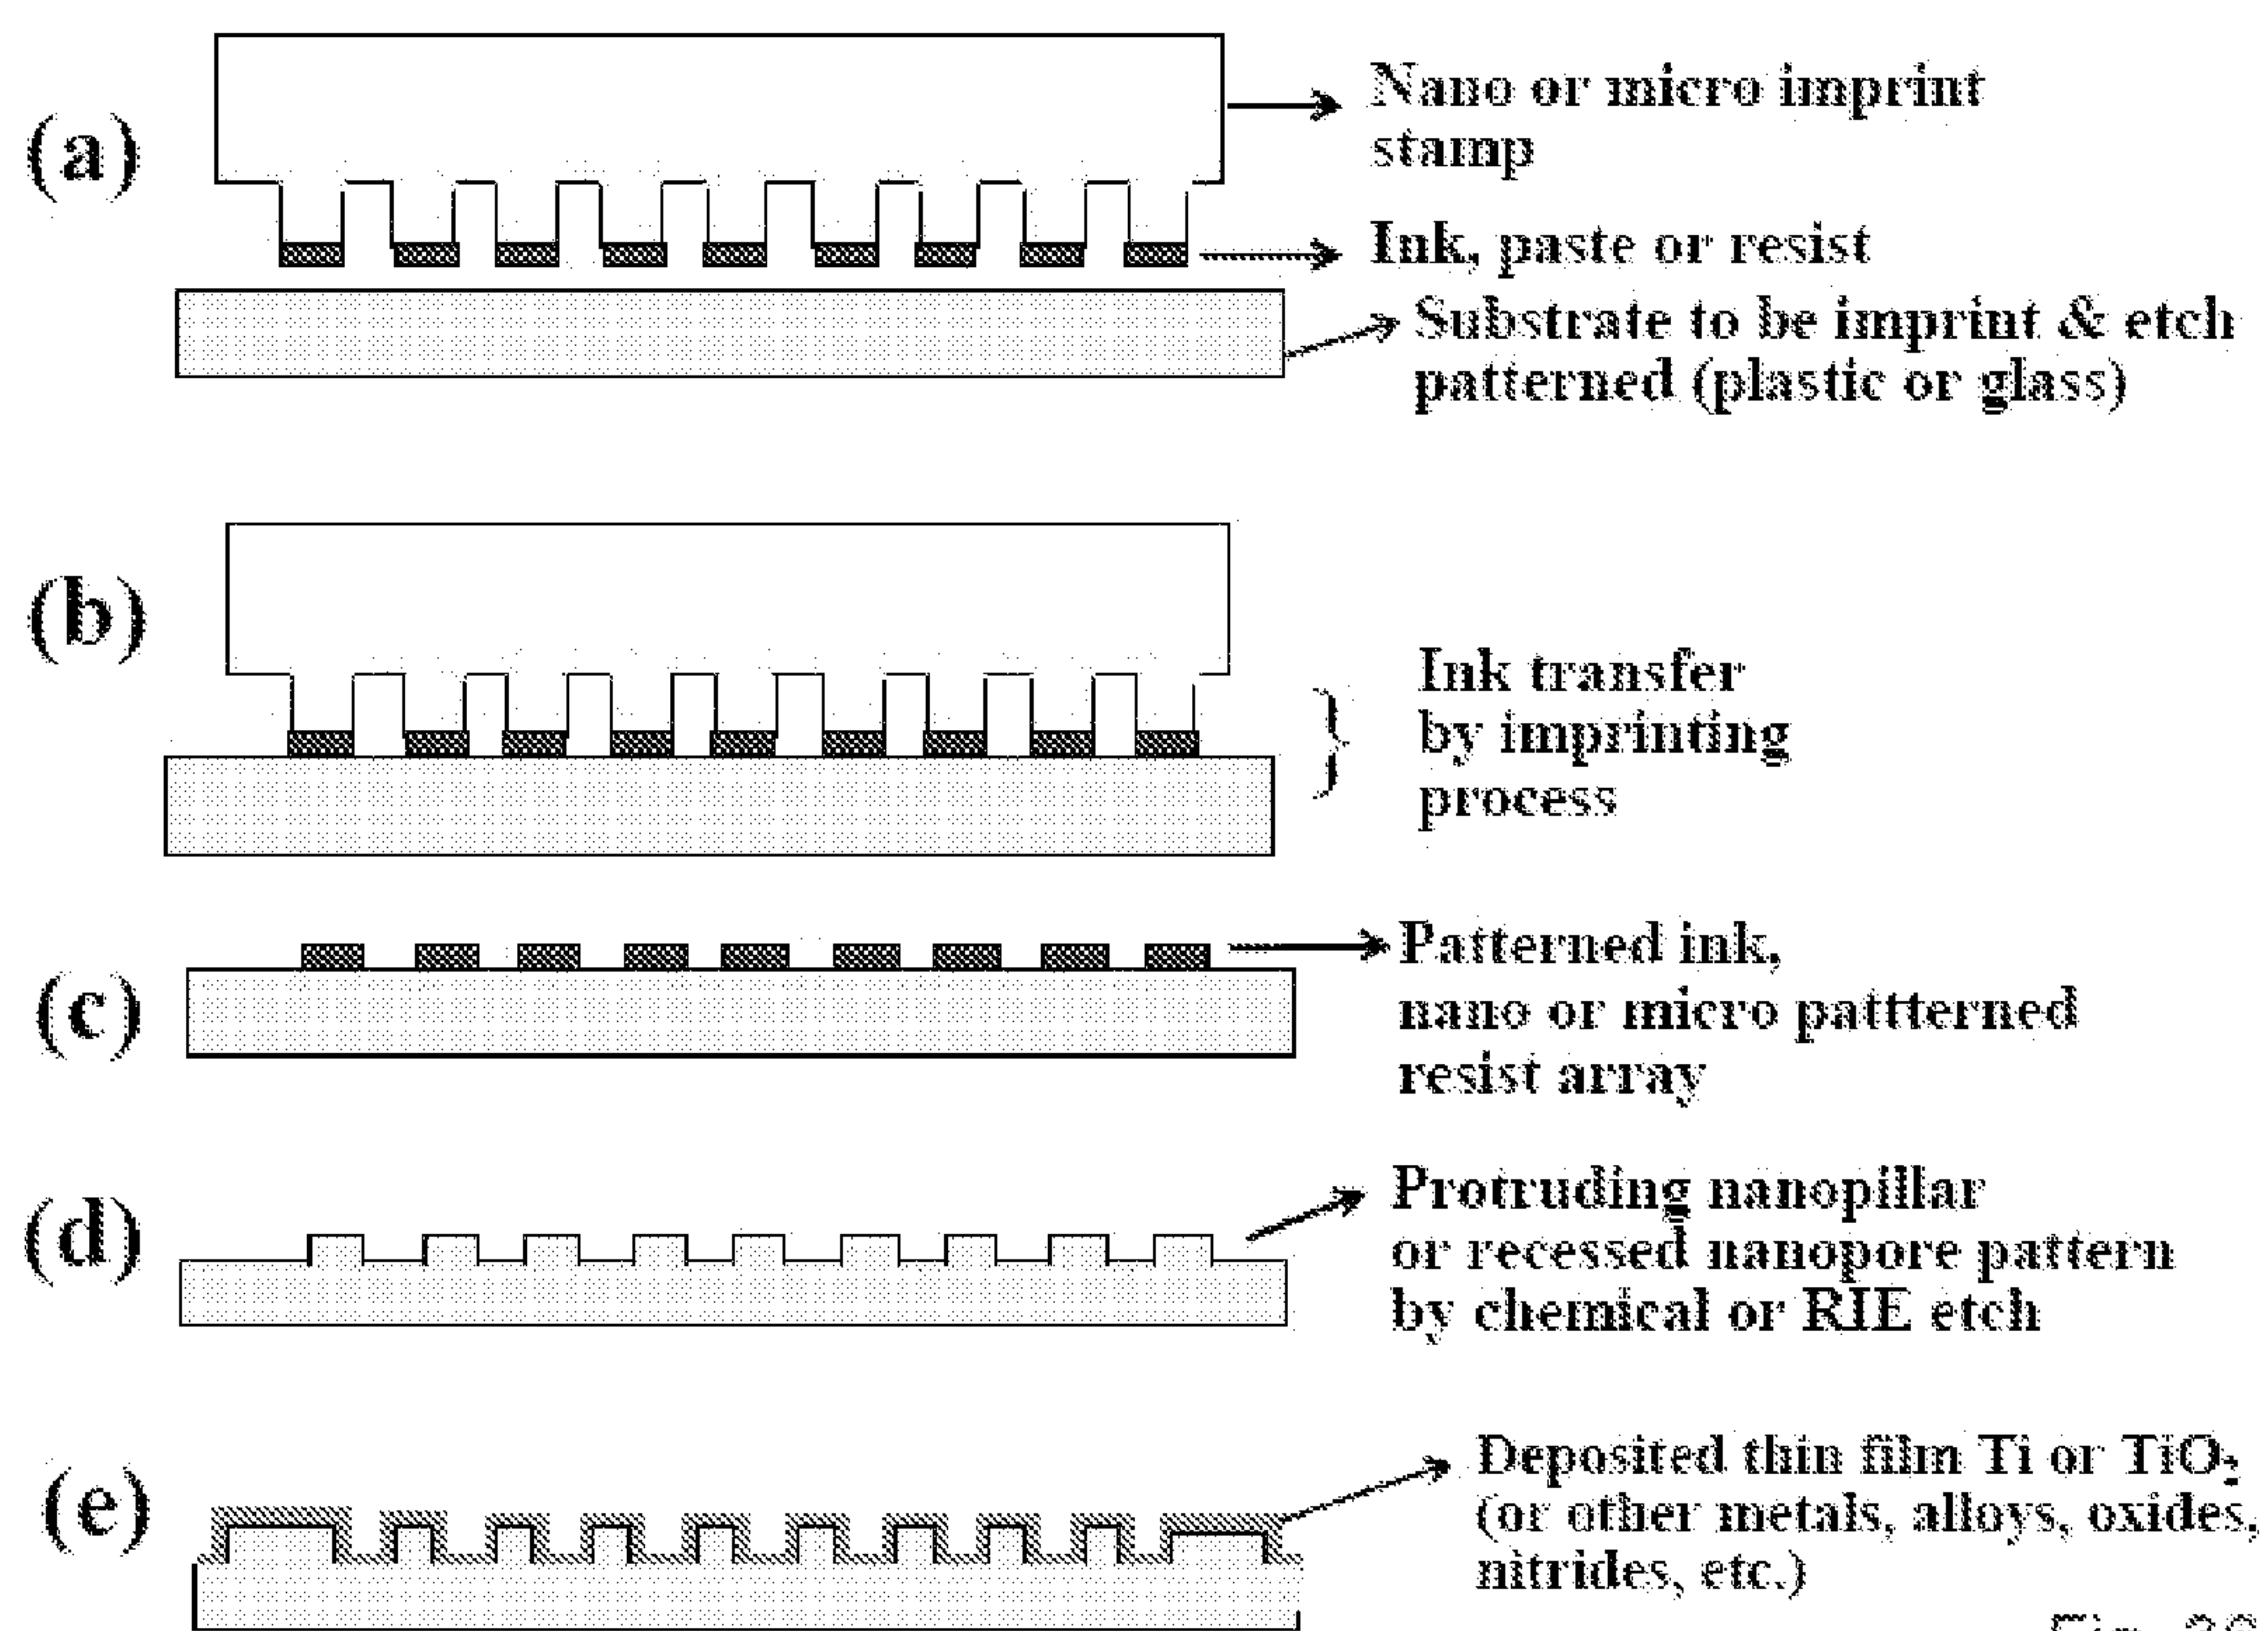 (a)
Nano or micro imprint
stamp
Ink, paste or resist
Substrate to be imprint & etch
patterned (plastic or glass)
(b)
Ink transfer
by imprinting
process
(c)
Patterned ink,
nano or micro pattterned
resist array
(d)
Protruding nanopillar
or recessed nanopore pattern
by chemical or RIE etch
(e)
Deposited thin film Ti or TiO₂
(or other metals, alloys, oxides,
nitrides, etc.)